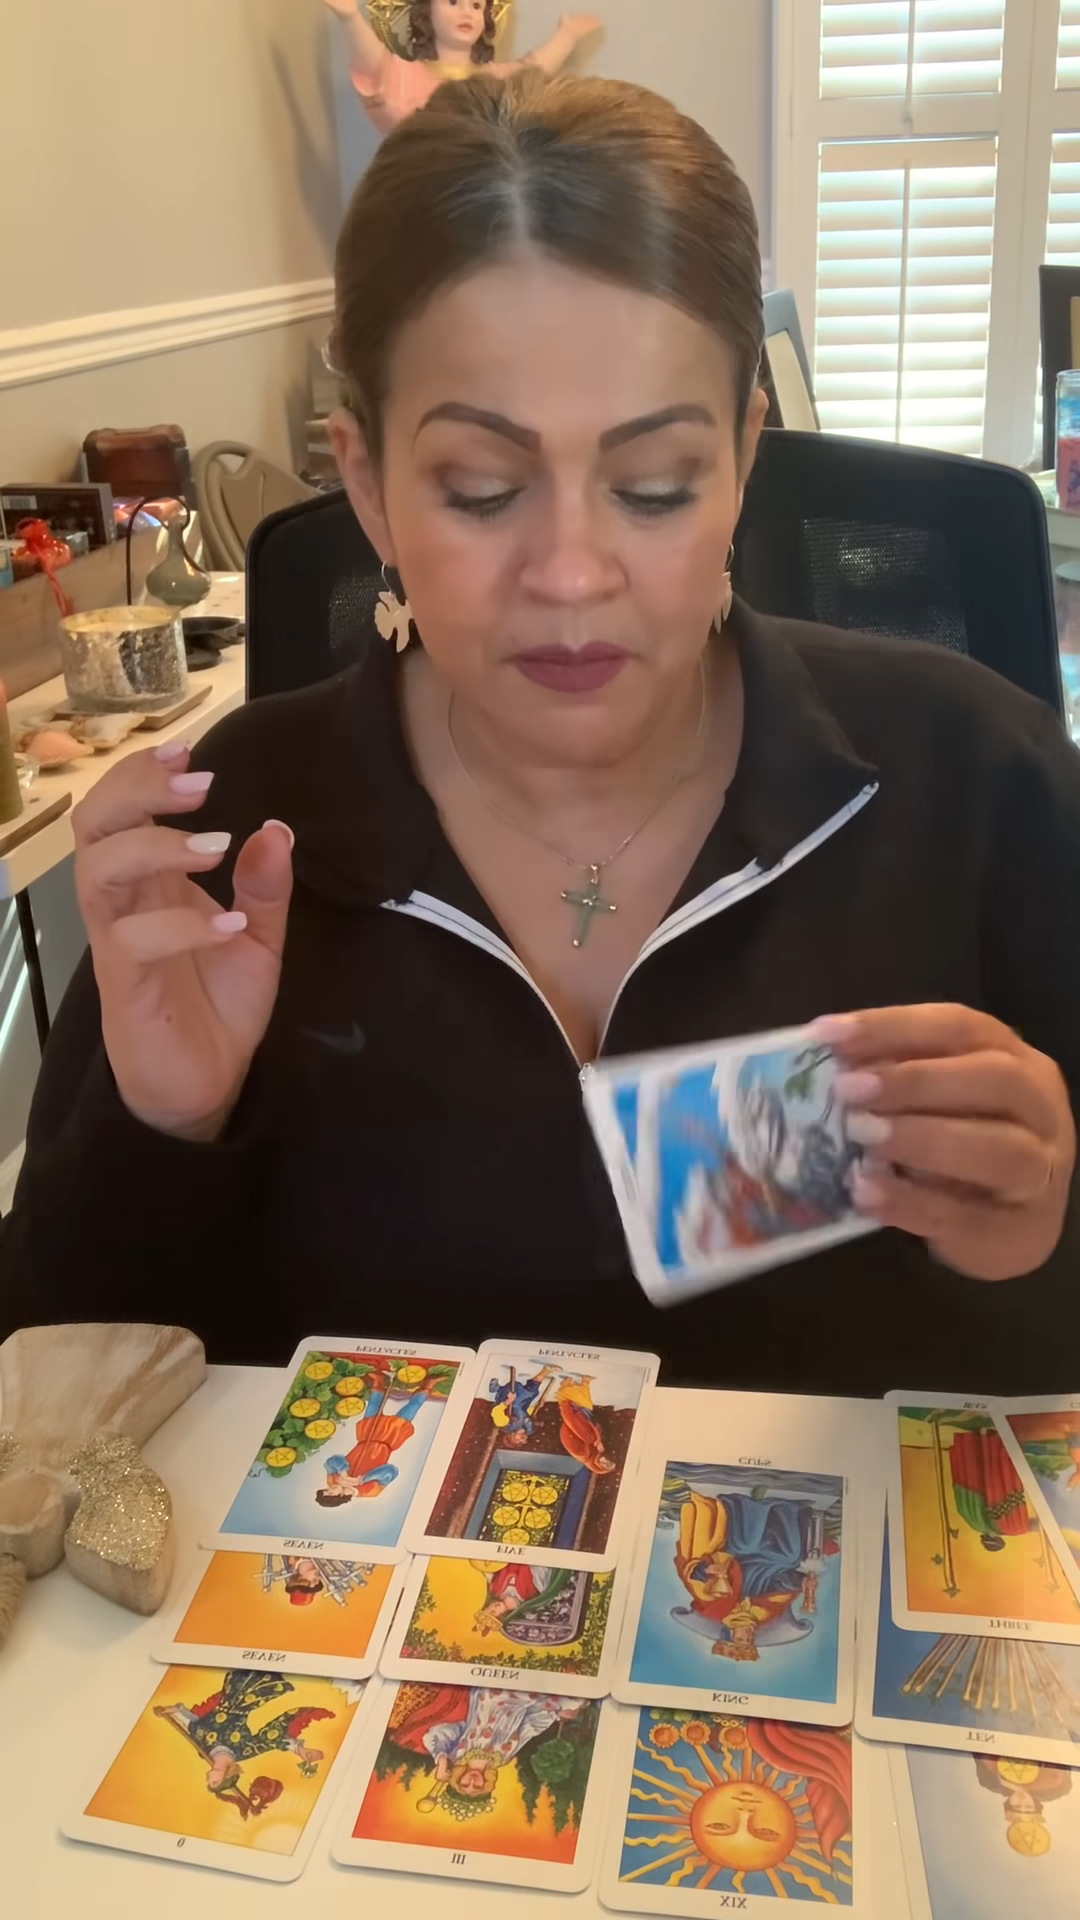 PENTACLES
SEVEN
PENTACLES
FIVE
CUPS
KING
THREE
SEVEN
QUEEN
TEN
0
III
XIX